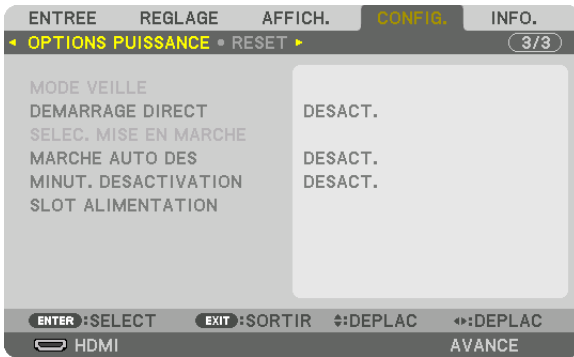 ENTREE REGLAGE AFFICH. CONFIG. INFO.
OPTIONS PUISSANCE • RESET 3/3
MODE VEILLE
DEMARRAGE DIRECT DESACT.
SELEC. MISE EN MARCHE
MARCHE AUTO DES DESACT.
MINUT. DESACTIVATION DESACT.
SLOT ALIMENTATION
ENTER :SELECT EXIT :SORTIR :DEPLAC :DEPLAC
HDMI AVANCE